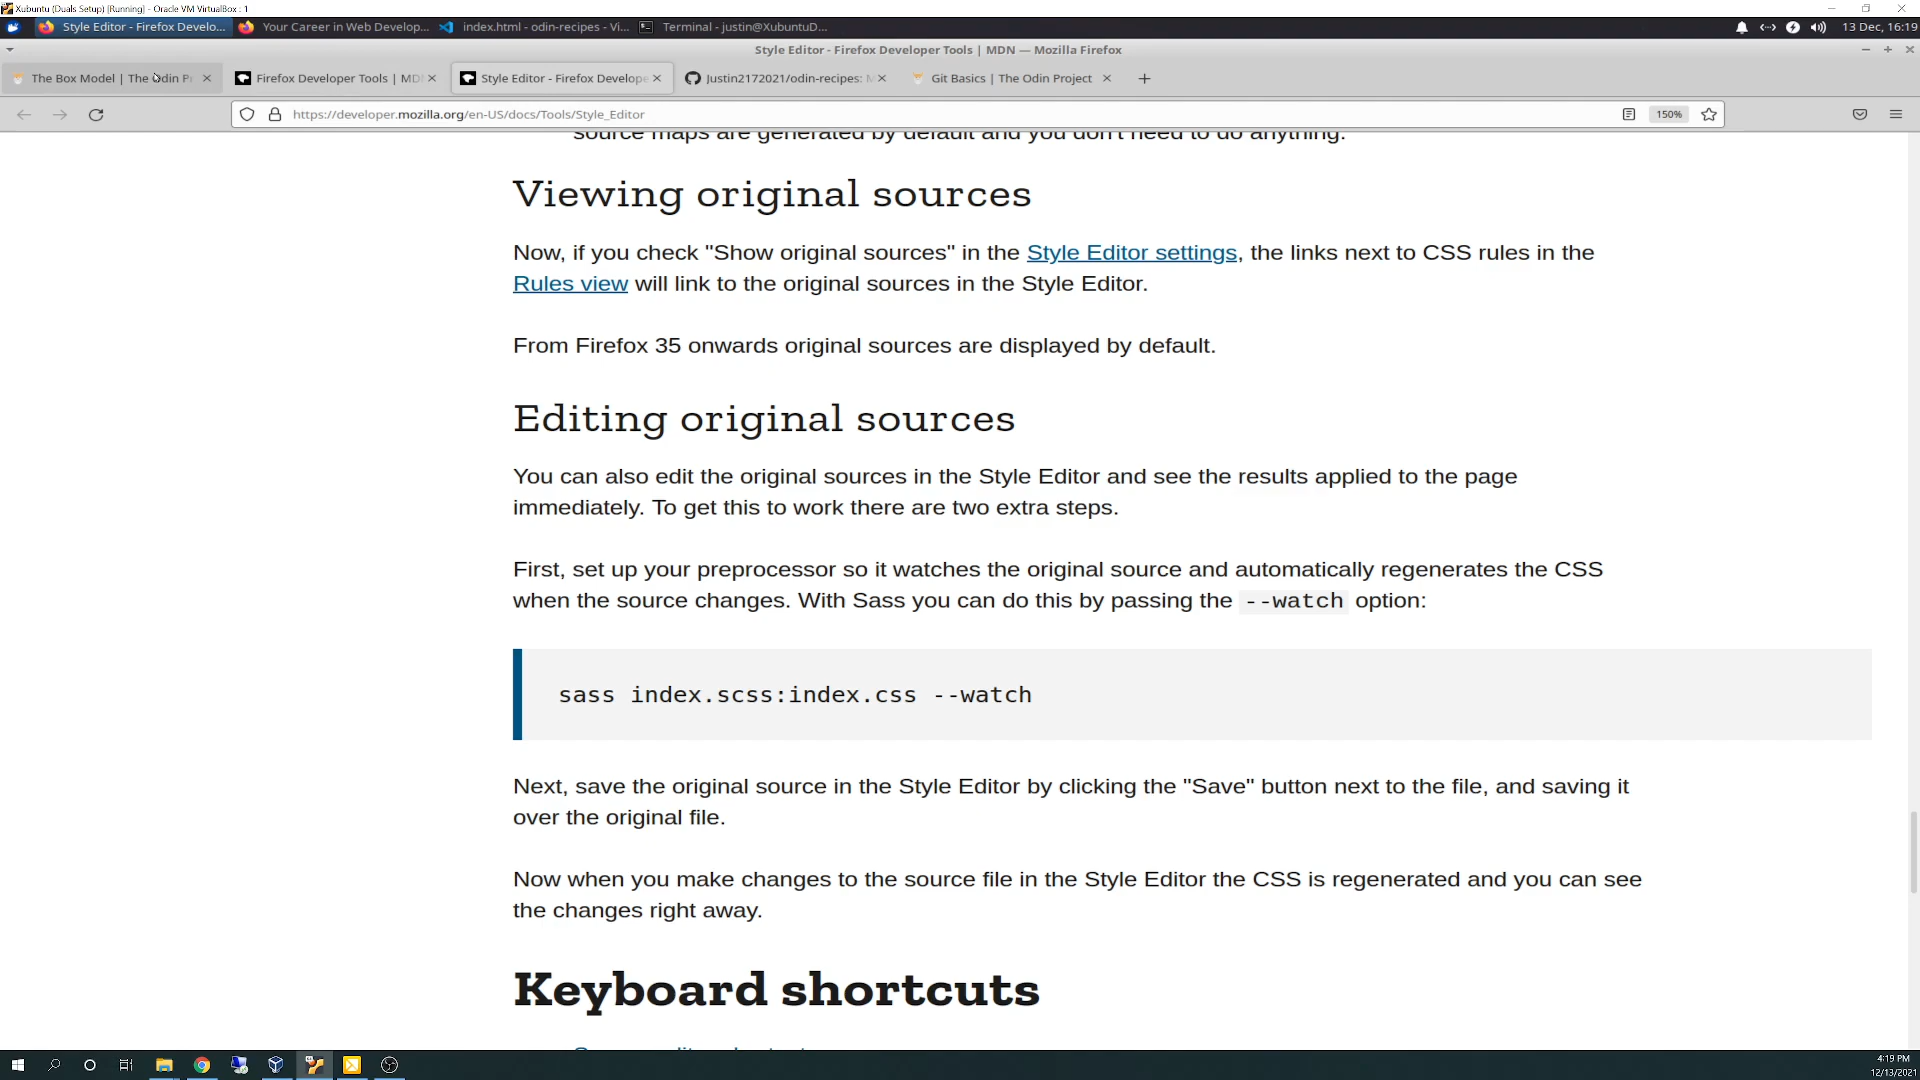 Xubuntu (Duals Setup) [Running] - Oracle VM VirtualBox : 1
Style Editor - Firefox Develo...
Your Career in Web Develop...
index.html - odin-recipes - Vi...
Terminal - justin@XubuntuD...
13 Dec, 16:19
Style Editor - Firefox Developer Tools | MDN — Mozilla Firefox
The Box Model | The Odin Pr
Firefox Developer Tools | MD
Style Editor - Firefox Develope
Justin2172021/odin-recipes: M
Git Basics | The Odin Project
https://developer.mozilla.org/en-US/docs/Tools/Style_Editor
150%
source maps are generated by default and you don't need to do anything.
Viewing original sources
Now, if you check "Show original sources" in the Style Editor settings, the links next to CSS rules in the
Rules view will link to the original sources in the Style Editor.
From Firefox 35 onwards original sources are displayed by default.
Editing original sources
You can also edit the original sources in the Style Editor and see the results applied to the page
immediately. To get this to work there are two extra steps.
First, set up your preprocessor so it watches the original source and automatically regenerates the CSS
when the source changes. With Sass you can do this by passing the --watch option:
sass index.scss:index.css --watch
Next, save the original source in the Style Editor by clicking the "Save" button next to the file, and saving it
over the original file.
Now when you make changes to the source file in the Style Editor the CSS is regenerated and you can see
the changes right away.
Keyboard shortcuts
4:19 PM
12/13/2021